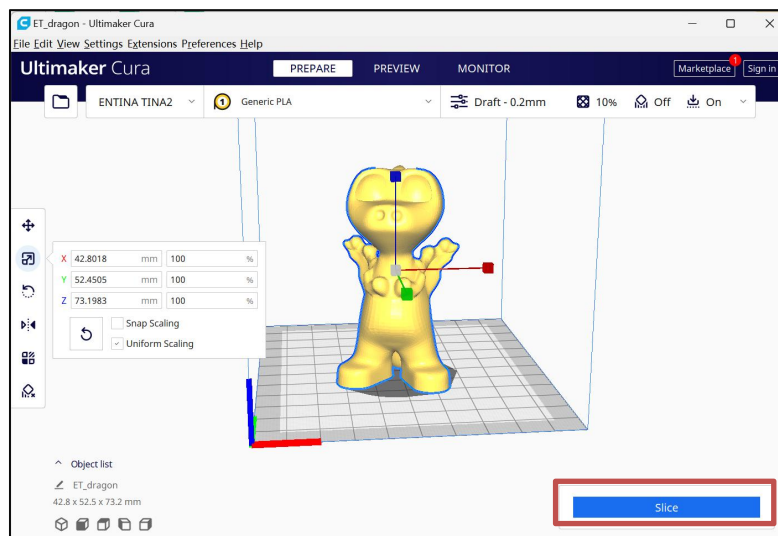 ET_dragon - Ultimaker Cura
File Edit View Settings Extensions Preferences Help
Ultimaker Cura PREPARE PREVIEW MONITOR Marketplace 1 Sign in
ENTINA TINA2 1 Generic PLA Draft - 0.2mm 10% Off On
X 42.8018 mm 100 %
Y 52.4505 mm 100 %
Z 73.1983 mm 100 %
Snap Scaling
Uniform Scaling
Object list
ET_dragon
42.8 x 52.5 x 73.2 mm
Slice